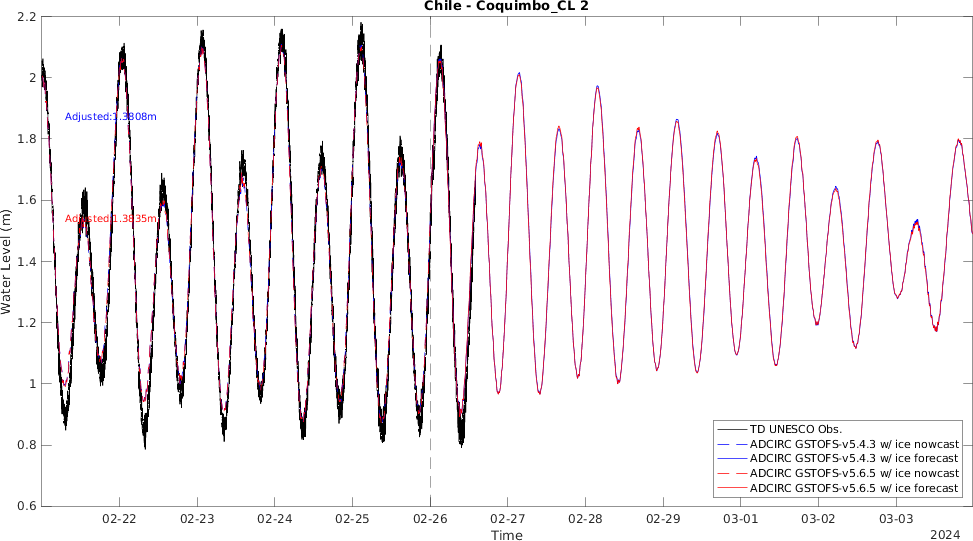 Chile - Coquimbo_CL 2
2.2
2
1.8
1.6
1.4
1.2
1
0.8
0.6
Water Level (m)
Adjusted:1.3808m
Adjusted:1.3835m
TD UNESCO Obs.
ADCIRC GSTOFS-v5.4.3 w/ ice nowcast
ADCIRC GSTOFS-v5.4.3 w/ ice forecast
ADCIRC GSTOFS-v5.6.5 w/ ice nowcast
ADCIRC GSTOFS-v5.6.5 w/ ice forecast
02-22 02-23 02-24 02-25 02-26 02-27 02-28 02-29 03-01 03-02 03-03
Time
2024